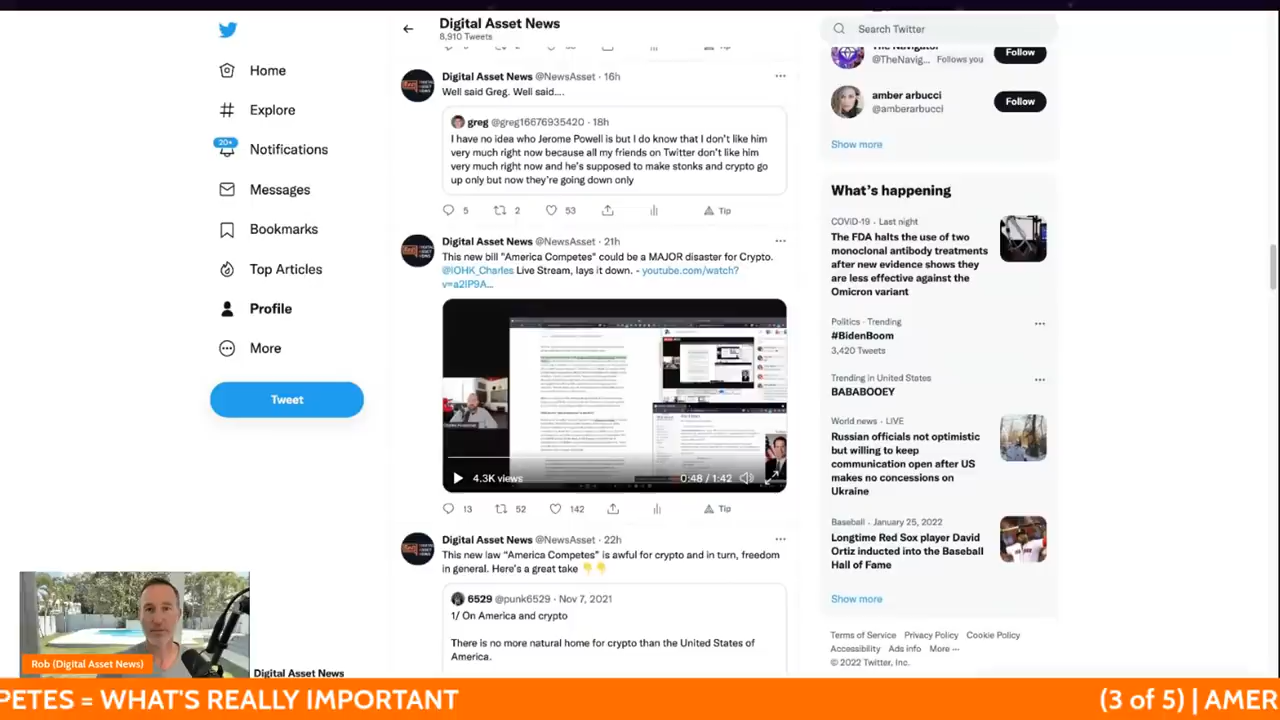 Digital Asset News
8,910 Tweets
Search Twitter
Home
Explore
20+
Notifications
Messages
Bookmarks
Top Articles
Profile
More
Tweet
Digital Asset News @NewsAsset · 16h
Well said Greg. Well said....
greg @greg16676935420 · 18h
I have no idea who Jerome Powell is but I do know that I don't like him
very much right now because all my friends on Twitter don't like him
very much right now and he's supposed to make stonks and crypto go
up only but now they're going down only
5 2 53 Tip
Digital Asset News @NewsAsset · 21h
This new bill "America Competes" could be a MAJOR disaster for Crypto.
@IOHK_Charles Live Stream, lays it down. - youtube.com/watch?
v=a2IP9A...
4.3K views
0:48 / 1:42
13 52 142 Tip
Digital Asset News @NewsAsset · 22h
This new law "America Competes" is awful for crypto and in turn, freedom
in general. Here's a great take 👇👇
6529 @punk6529 · Nov 7, 2021
1/ On America and crypto
There is no more natural home for crypto than the United States of
America.
The Navigator
@TheNavig... Follows you
Follow
amber arbucci
@amberarbucci
Follow
Show more
What's happening
COVID-19 · Last night
The FDA halts the use of two
monoclonal antibody treatments
after new evidence shows they
are less effective against the
Omicron variant
Politics · Trending
#BidenBoom
3,420 Tweets
Trending in United States
BABABOOEY
World news · LIVE
Russian officials not optimistic
but willing to keep
communication open after US
makes no concessions on
Ukraine
Baseball · January 25, 2022
Longtime Red Sox player David
Ortiz inducted into the Baseball
Hall of Fame
Show more
Terms of Service Privacy Policy Cookie Policy
Accessibility Ads info More ···
© 2022 Twitter, Inc.
Rob (Digital Asset News)
Digital Asset News
PETES = WHAT'S REALLY IMPORTANT
(3 of 5) | AMER